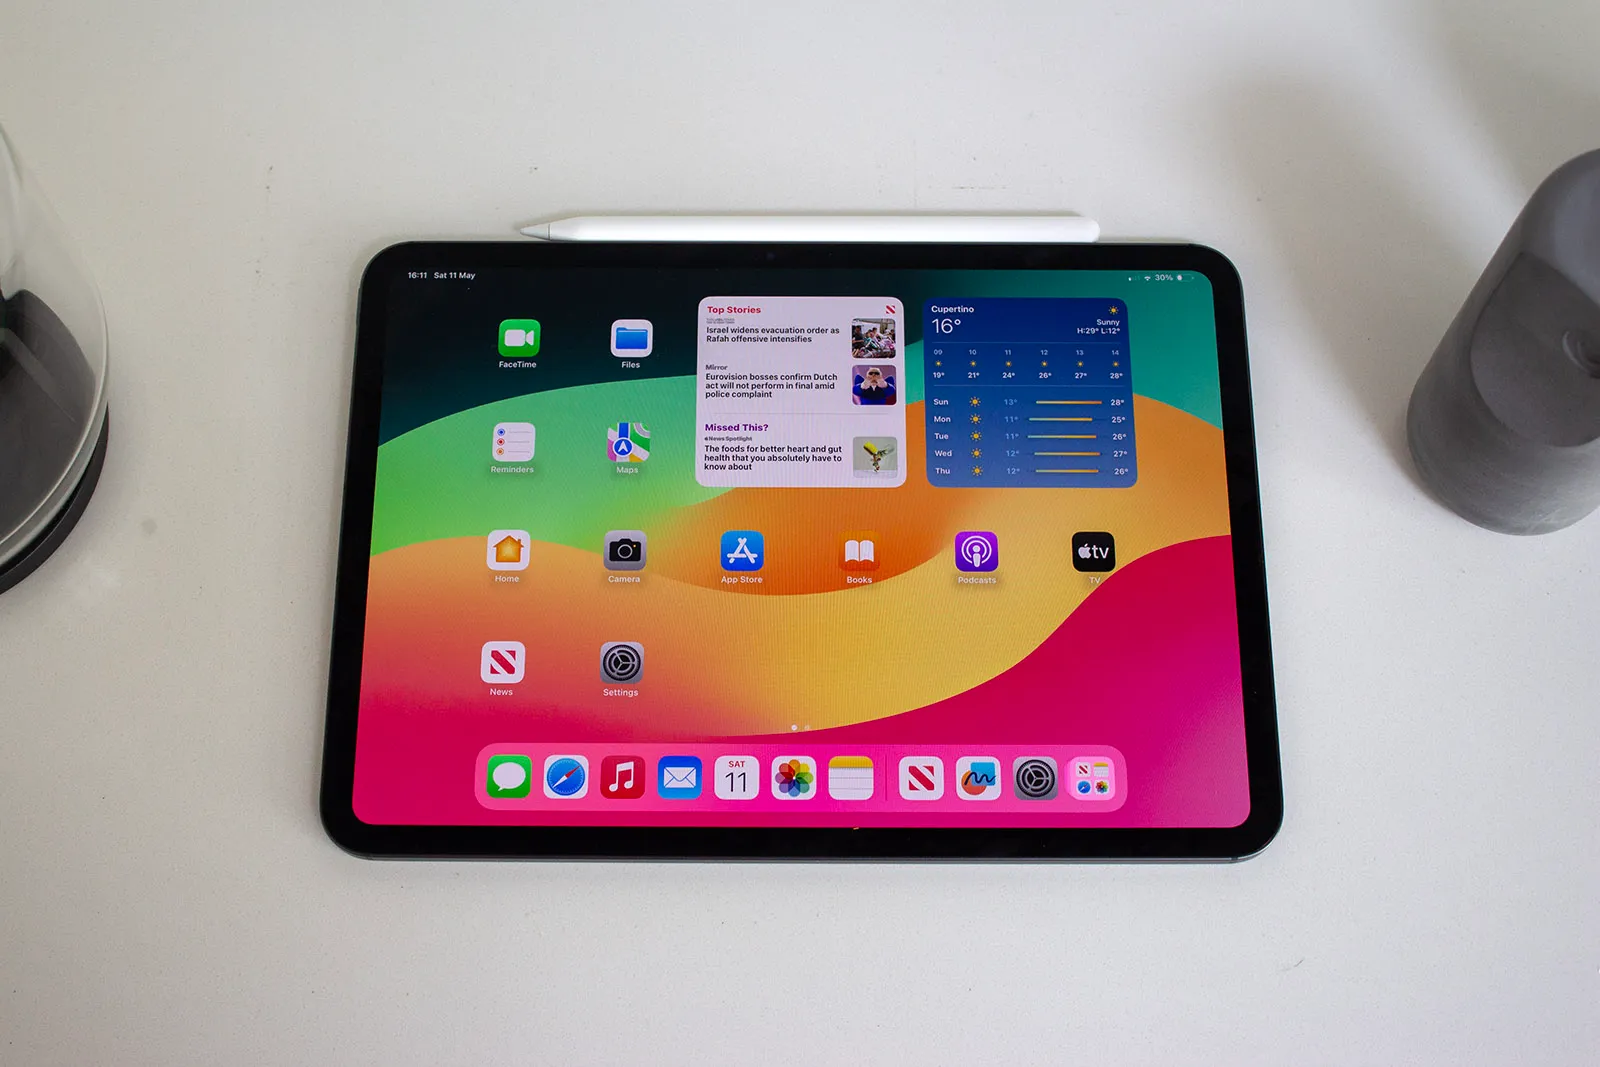 16:11 Sat 11 May
30%
FaceTime
Files
Reminders
Maps
Top Stories
Israel widens evacuation order as
Rafah offensive intensifies
Mirror
Eurovision bosses confirm Dutch
act will not perform in final amid
police complaint
Missed This?
News Spotlight
The foods for better heart and gut
health that you absolutely have to
know about
Cupertino
16°
Sunny
H:29° L:12°
09 10 11 12 13 14
19° 21° 24° 26° 27° 28°
Sun 13° 28°
Mon 11° 25°
Tue 11° 26°
Wed 12° 27°
Thu 12° 26°
Home
Camera
App Store
Books
Podcasts
tv
TV
News
Settings
SAT
11